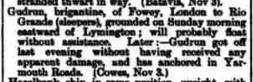 stranded athwart in way. (Batavia, Nov 3).
Gudrun, brigantine, of Fowey, London to Rio
Grande (sleepers), grounded on Sunday morning
eastward of Lymington; will probably float
without assistance. Later:—Gudrun got off
last evening without having received any
apparent damage, and has anchored in Yar-
mouth Roads. (Cowes, Nov 3.)